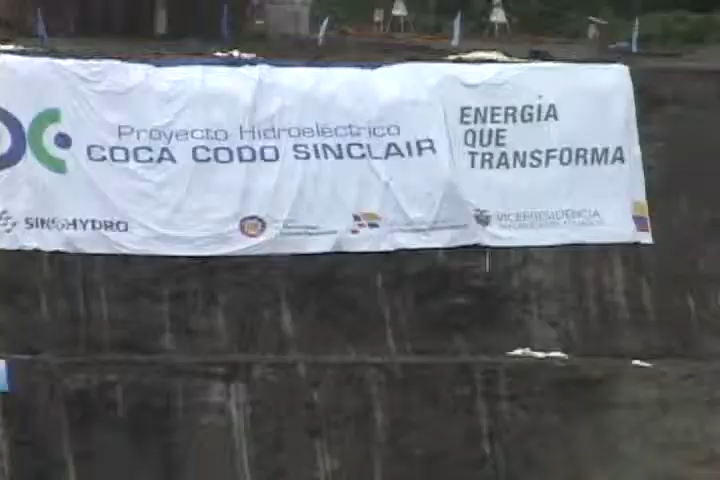 Proyecto Hidroeléctrico
COCA CODO SINCLAIR
ENERGÍA
QUE
TRANSFORMA
SINOHYDRO
VICEPRESIDENCIA